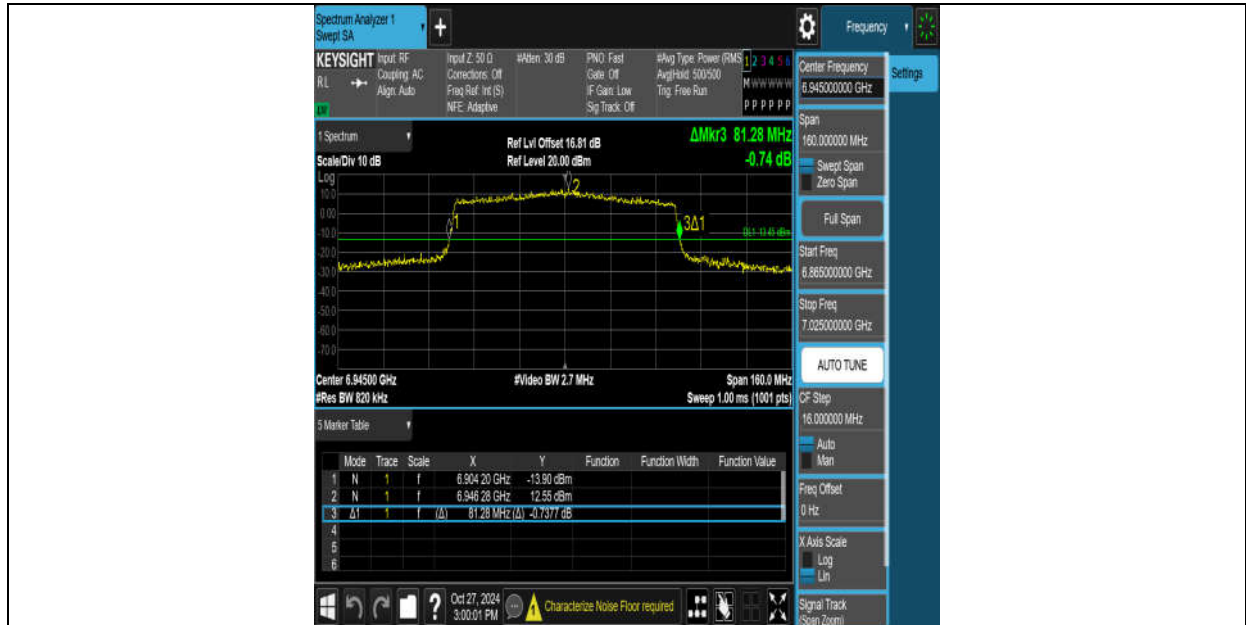 Spectrum Analyzer 1
Swept SA
+
Frequency
KEYSIGHT Input: RF Input Z: 50 Ω #Atten: 30 dB PNO: Fast #Avg Type: Power (RMS 1 2 3 4 5 6
RL Coupling: AC Corrections: Off Gate: Off Avg|Hold: 500/500 M W W W W W
Align: Auto Freq Ref: Int (S) IF Gain: Low Trig: Free Run
NFE: Adaptive Sig Track: Off P P P P P P
Center Frequency
6.945000000 GHz
Settings
1 Spectrum
Ref Lvl Offset 16.81 dB
ΔMkr3 81.28 MHz
Scale/Div 10 dB
Ref Level 20.00 dBm
-0.74 dB
Log
10.0
0.00
-10.0
-20.0
-30.0
-40.0
-50.0
-60.0
-70.0
1
2
3Δ1
DL1 -13.45 dBm
Center 6.94500 GHz #Video BW 2.7 MHz Span 160.0 MHz
#Res BW 820 kHz Sweep 1.00 ms (1001 pts)
Span
160.000000 MHz
Swept Span
Zero Span
Full Span
Start Freq
6.865000000 GHz
Stop Freq
7.025000000 GHz
AUTO TUNE
CF Step
16.000000 MHz
Auto
Man
Freq Offset
0 Hz
X Axis Scale
Log
Lin
Signal Track
(Span Zoom)
5 Marker Table
Mode Trace Scale X Y Function Function Width Function Value
1 N 1 f 6.904 20 GHz -13.90 dBm
2 N 1 f 6.946 28 GHz 12.55 dBm
3 Δ1 1 f (Δ) 81.28 MHz (Δ) -0.7377 dB
4
5
6
?
Oct 27, 2024
3:00:01 PM
Characterize Noise Floor required